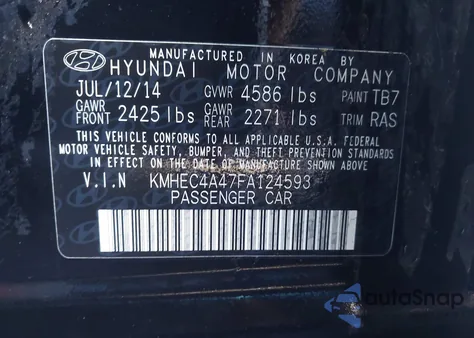 MANUFACTURED IN KOREA BY
HYUNDAI MOTOR COMPANY
JUL/12/14 GVWR 4586 lbs PAINT TB7
GAWR FRONT 2425 lbs GAWR REAR 2271 lbs TRIM RAS
THIS VEHICLE CONFORMS TO ALL APPLICABLE U.S.A. FEDERAL
MOTOR VEHICLE SAFETY, BUMPER, AND THEFT PREVENTION STANDARDS
IN EFFECT ON THE DATE OF MANUFACTURE SHOWN ABOVE.
V.I.N KMHEC4A47FA124593
PASSENGER CAR
autoSnap